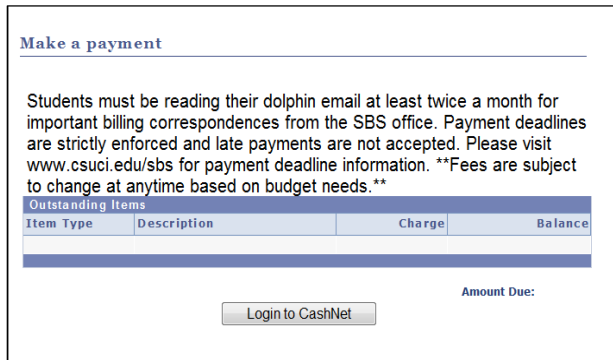 Make a payment
Students must be reading their dolphin email at least twice a month for
important billing correspondences from the SBS office. Payment deadlines
are strictly enforced and late payments are not accepted. Please visit
www.csuci.edu/sbs for payment deadline information. **Fees are subject
to change at anytime based on budget needs.**
Outstanding Items
Item Type Description Charge Balance
Amount Due:
Login to CashNet